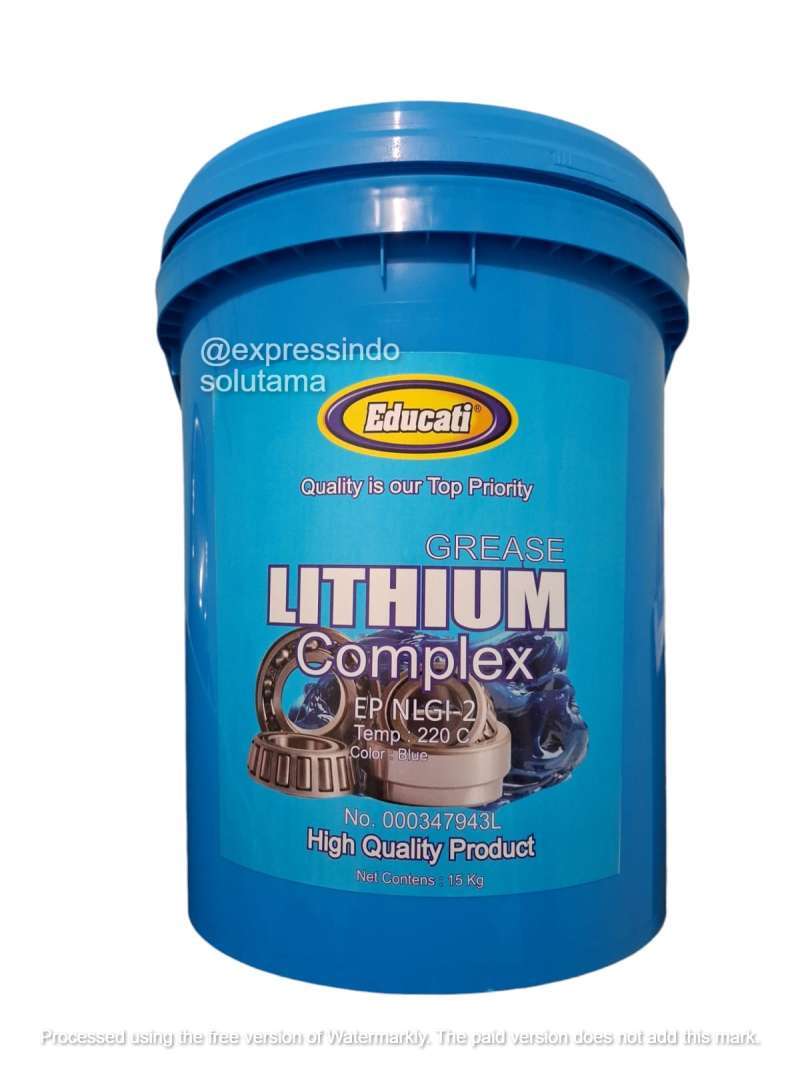 @expressindo
solutama
Educati®
Quality is our Top Priority
GREASE
LITHIUM
Complex
EP NLGI-2
Temp : 220 C
Color : Blue
No. 000347943L
High Quality Product
Net Contens : 15 Kg
Processed using the free version of Watermarkly. The paid version does not add this mark.